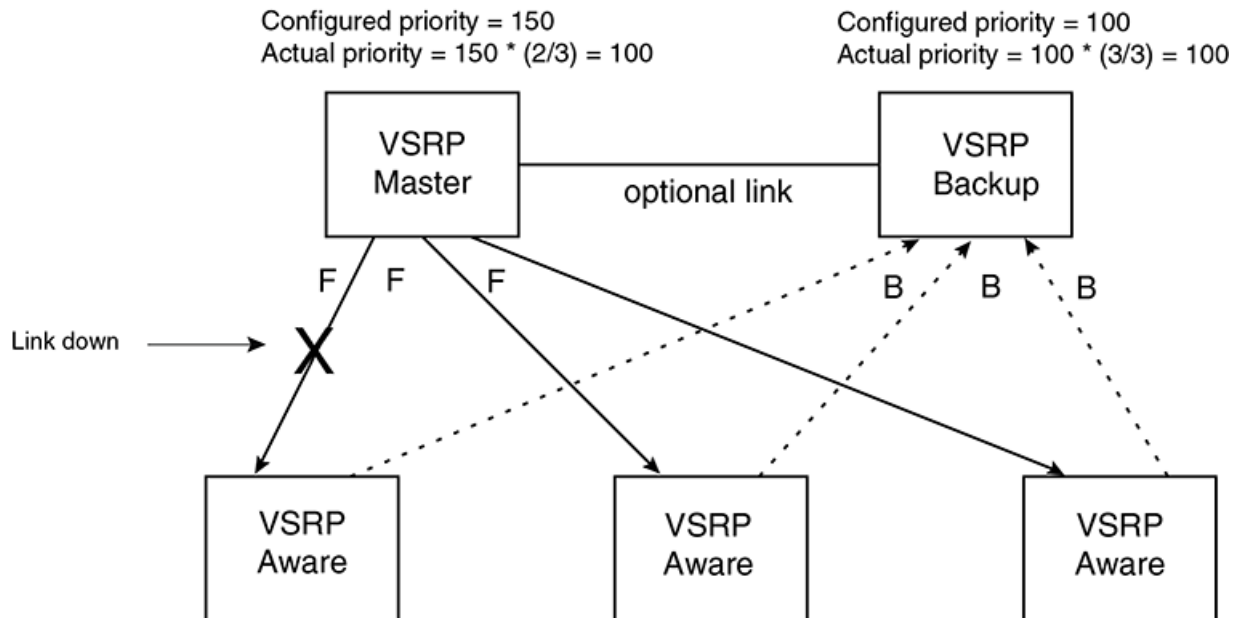 Configured priority = 150
Actual priority = 150 * (2/3) = 100
Configured priority = 100
Actual priority = 100 * (3/3) = 100
VSRP
Master
optional link
VSRP
Backup
F
F
F
B
B
B
Link down
X
VSRP
Aware
VSRP
Aware
VSRP
Aware